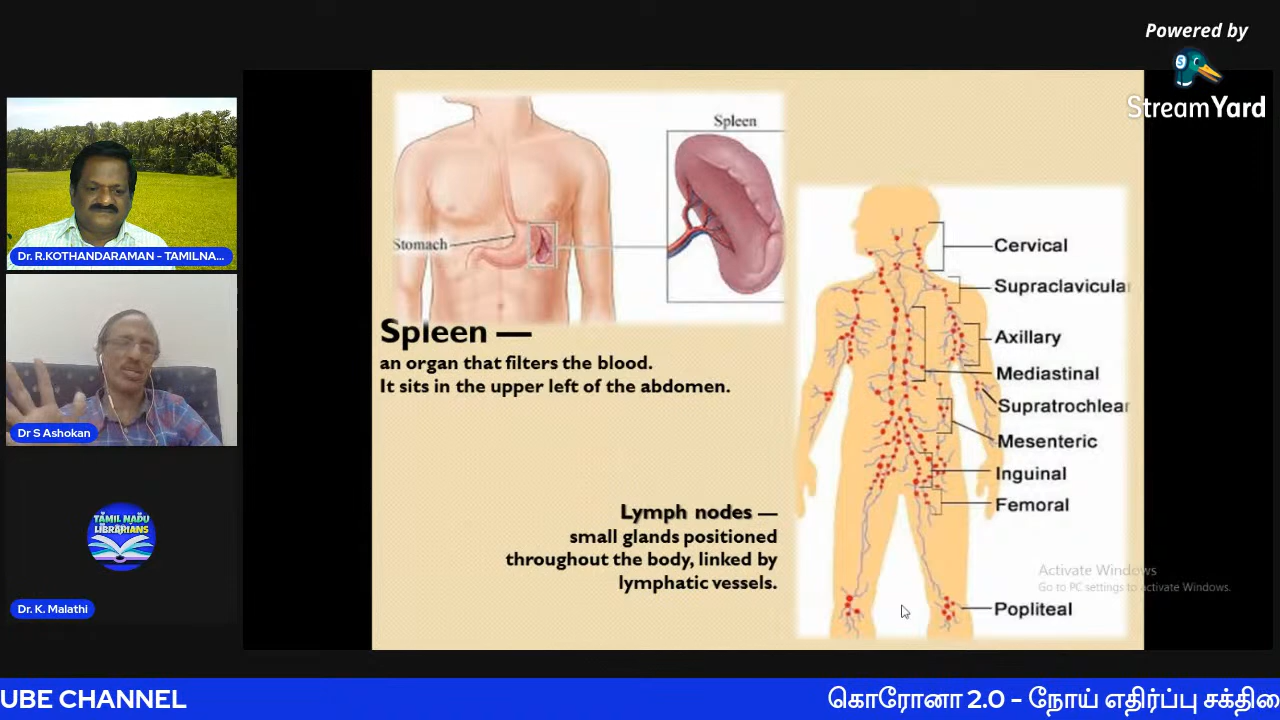 Powered by
StreamYard
Dr. R.KOTHANDARAMAN - TAMILNA...
Dr S Ashokan
TAMIL NADU
LIBRARIANS
Dr. K. Malathi
Spleen
Stomach
Spleen —
an organ that filters the blood.
It sits in the upper left of the abdomen.
Lymph nodes —
small glands positioned
throughout the body, linked by
lymphatic vessels.
Cervical
Supraclavicular
Axillary
Mediastinal
Supratrochlear
Mesenteric
Inguinal
Femoral
Popliteal
Activate Windows
Go to PC settings to activate Windows.
UBE CHANNEL
கொரோனா 2.0 - நோய் எதிர்ப்பு சக்தியை